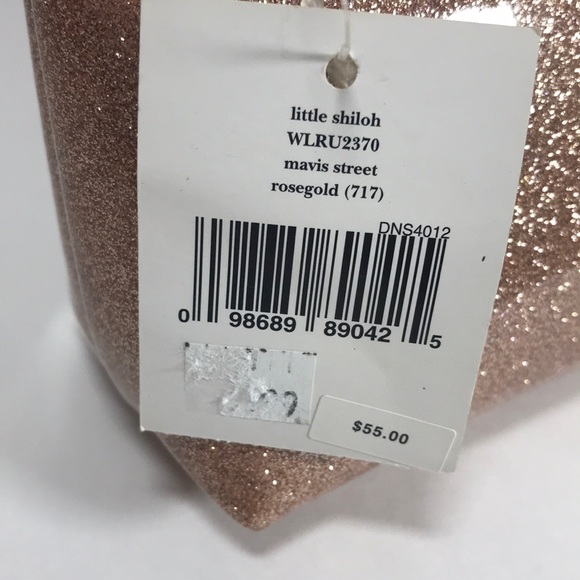 little shiloh
WLRU2370
mavis street
rosegold (717)
DNS4012
0 98689 89042 5
$55.00